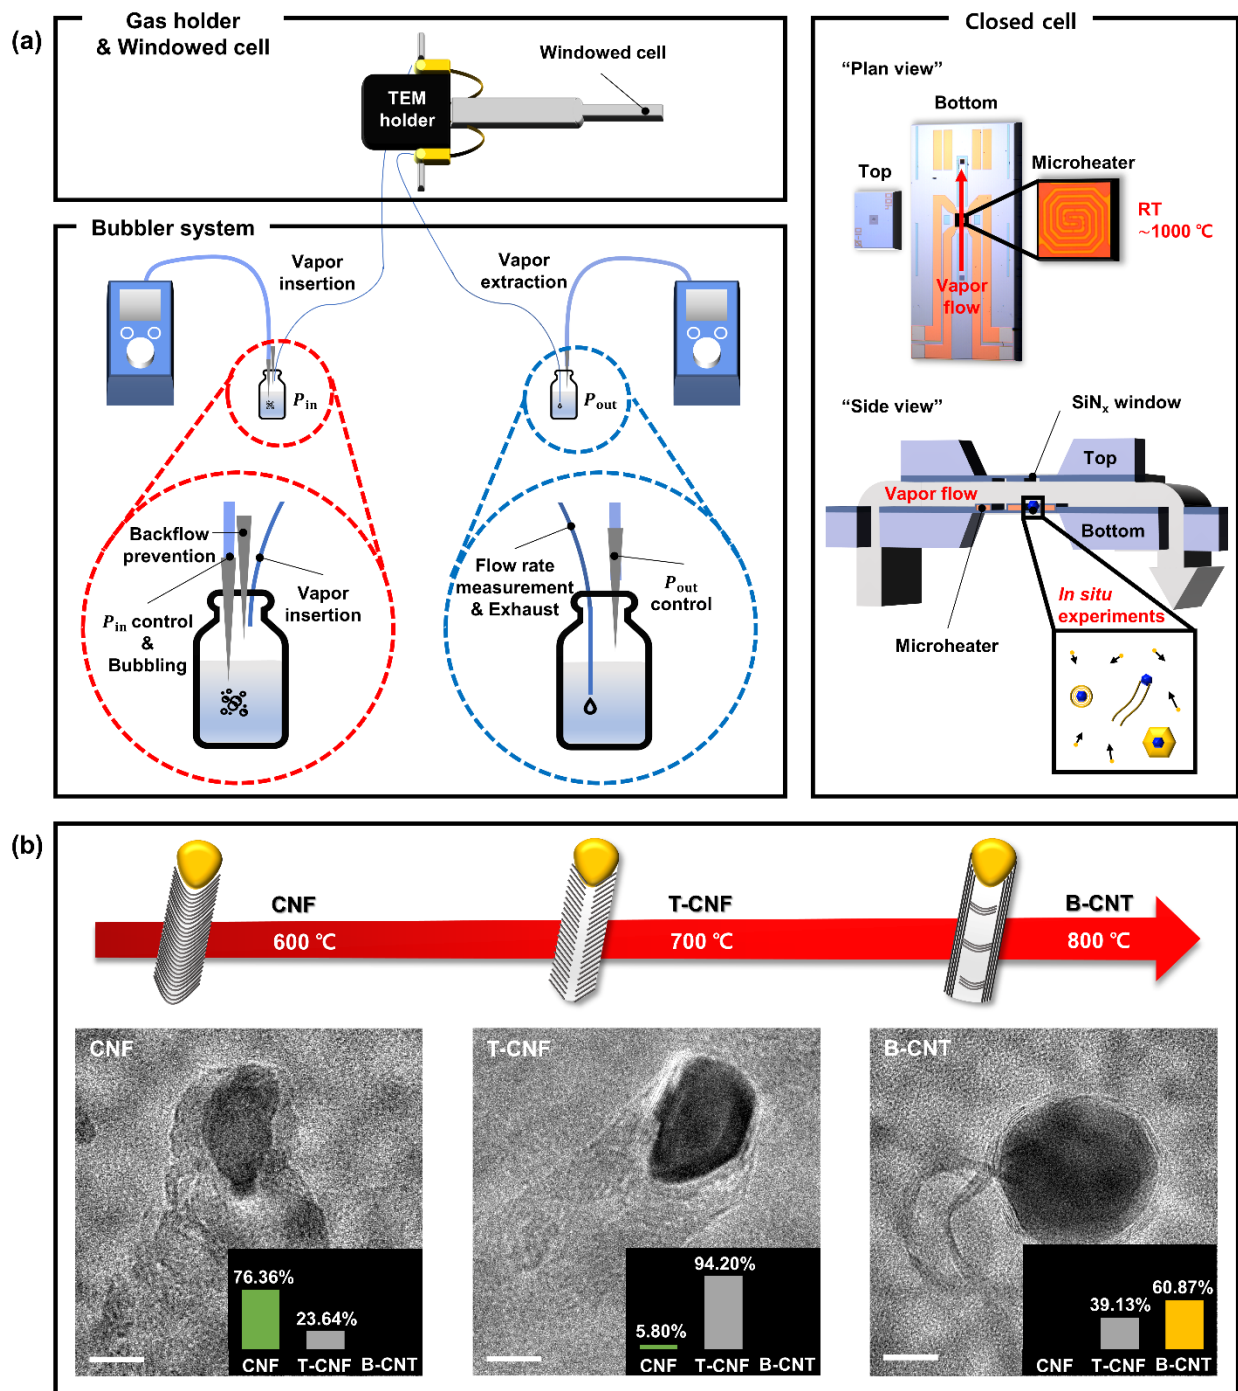 (a)
Gas holder
& Windowed cell
Windowed cell
TEM
holder
Bubbler system
Vapor
insertion
Vapor
extraction
P_in
P_out
Backflow
prevention
P_in control
&
Bubbling
Vapor
insertion
Flow rate
measurement
& Exhaust
P_out
control
Closed cell
“Plan view”
Bottom
Top
Microheater
RT
~1000 ℃
Vapor
flow
“Side view”
SiNₓ window
Top
Vapor flow
Bottom
In situ
experiments
Microheater
(b)
CNF
600 ℃
T-CNF
700 ℃
B-CNT
800 ℃
CNF
76.36%
23.64%
CNF T-CNF B-CNT
T-CNF
94.20%
5.80%
CNF T-CNF B-CNT
B-CNT
60.87%
39.13%
CNF T-CNF B-CNT